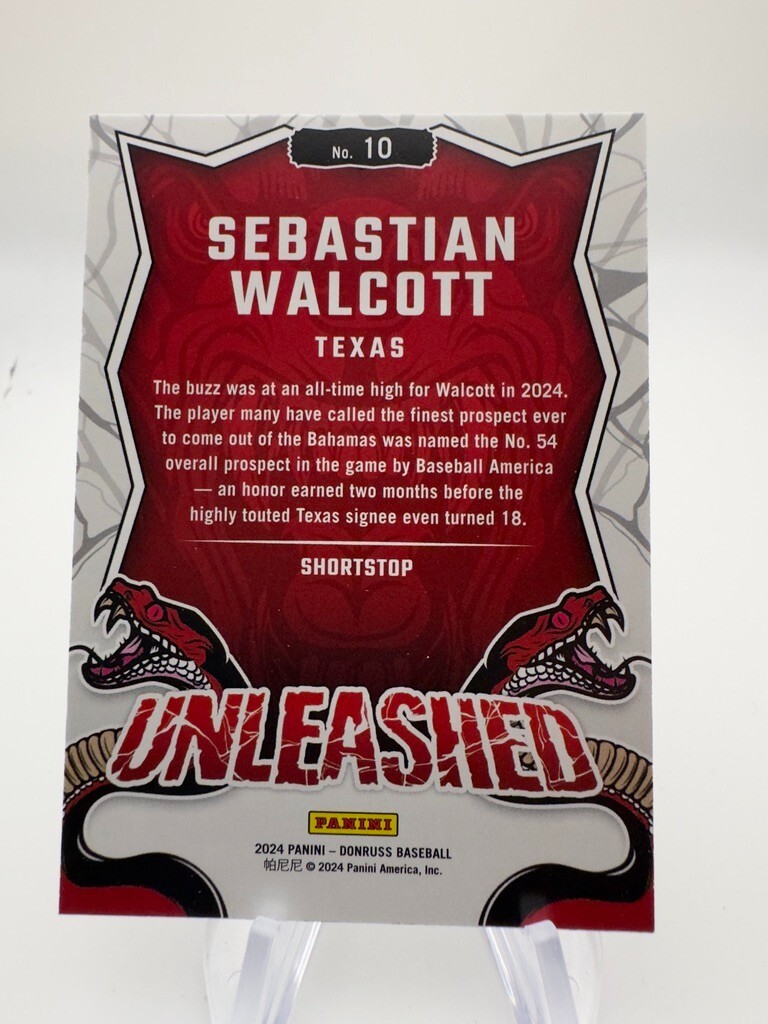 No. 10
SEBASTIAN
WALCOTT
TEXAS
The buzz was at an all-time high for Walcott in 2024.
The player many have called the finest prospect ever
to come out of the Bahamas was named the No. 54
overall prospect in the game by Baseball America
— an honor earned two months before the
highly touted Texas signee even turned 18.
SHORTSTOP
UNLEASHED
PANINI
2024 PANINI – DONRUSS BASEBALL
帕尼尼 © 2024 Panini America, Inc.